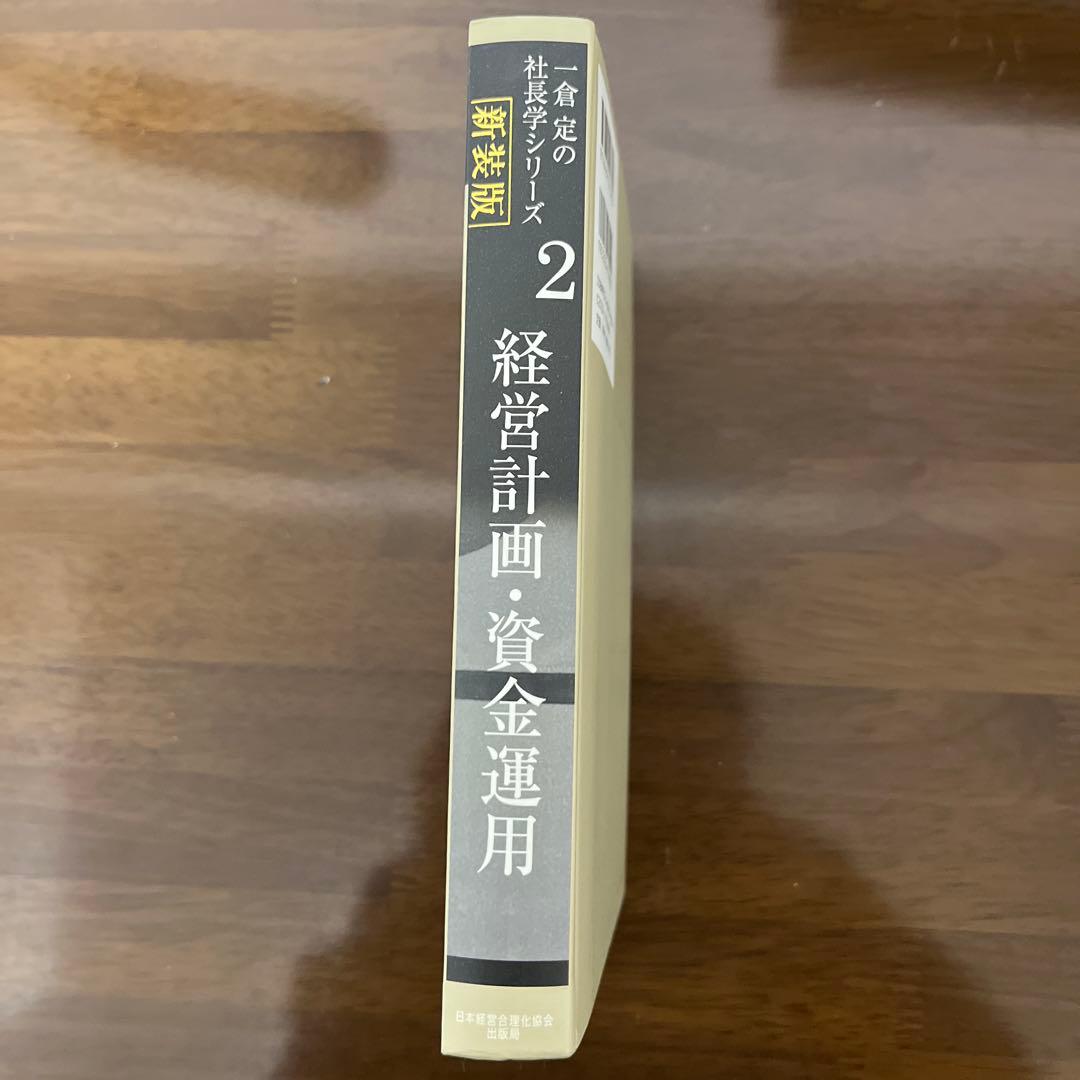 一倉 定の
社長学シリーズ
新装版
2
経営計画・資金運用
日本経営合理化協会
出版局